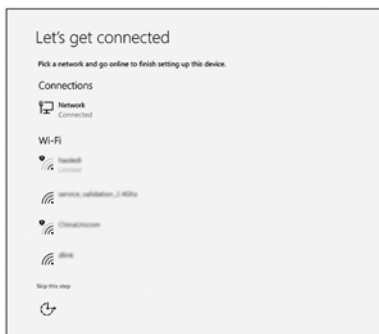 Let's get connected
Pick a network and go online to finish setting up this device.
Connections
Network
Connected
Wi-Fi
Limited
service_validation_2.4Ghz
ChinaUnicom
dlink
Skip this step